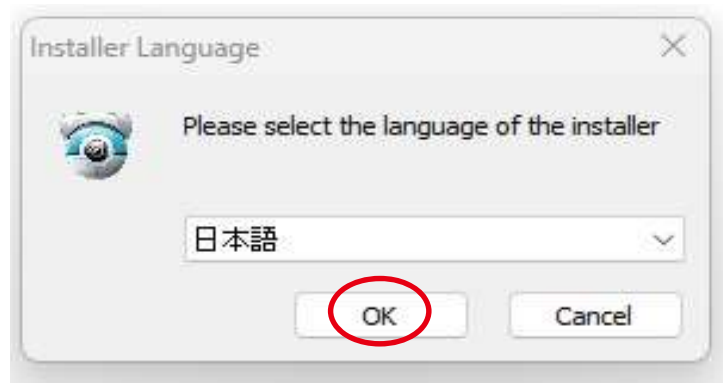 Installer Language
Please select the language of the installer
日本語
OK
Cancel